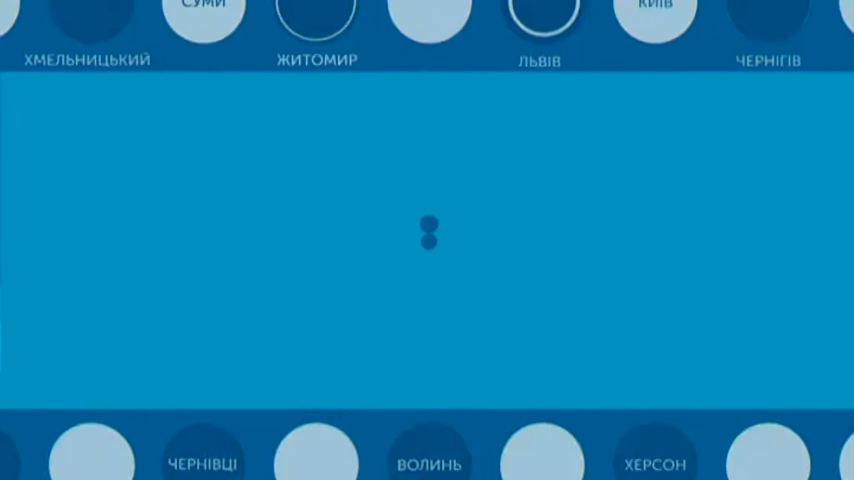 СУМИ
КИЇВ
ХМЕЛЬНИЦЬКИЙ
ЖИТОМИР
ЛЬВІВ
ЧЕРНІГІВ
ЧЕРНІВЦІ
ВОЛИНЬ
ХЕРСОН